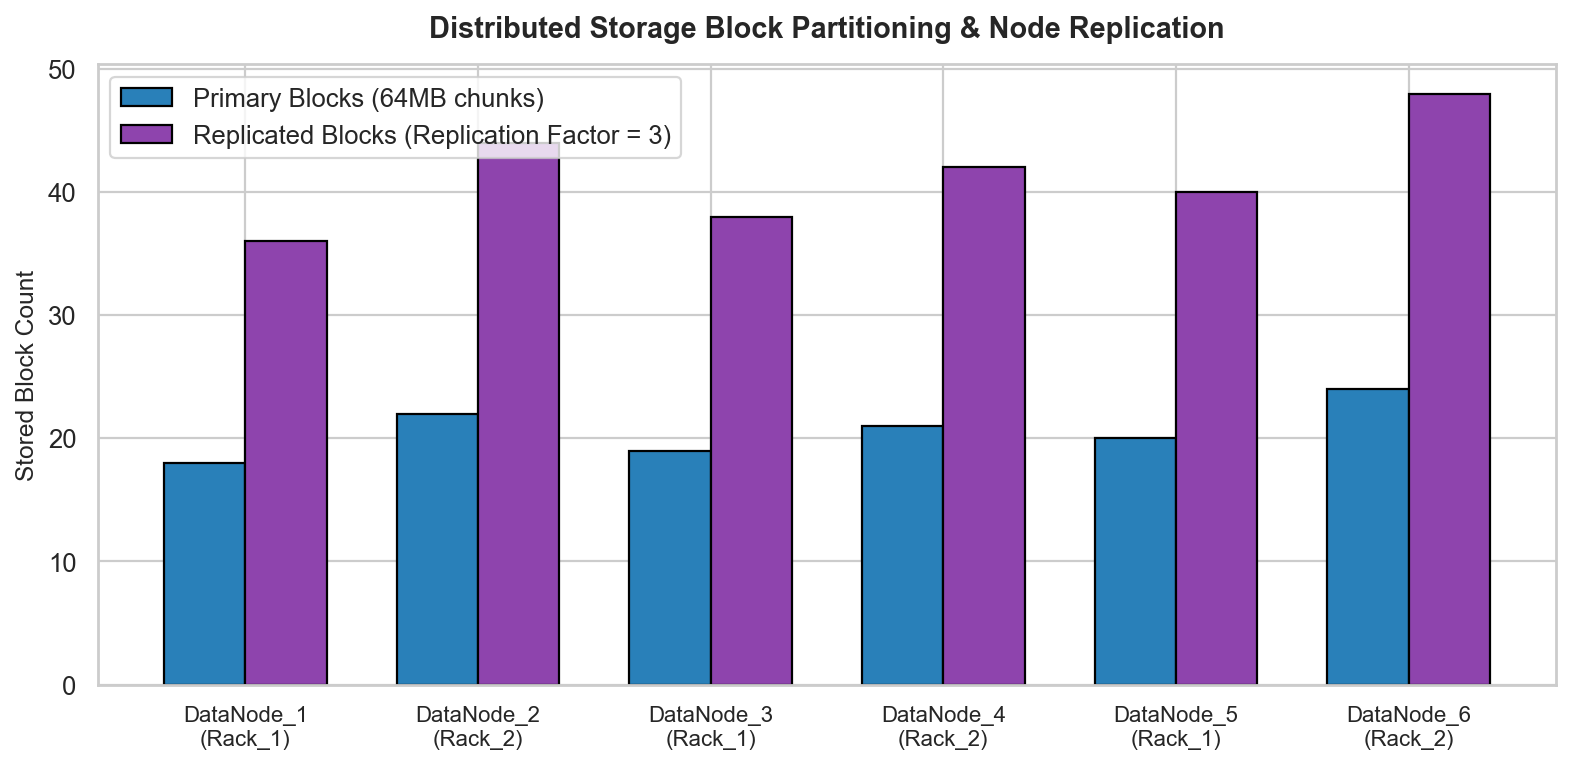 Distributed Storage Block Partitioning & Node Replication
Primary Blocks (64MB chunks)
Replicated Blocks (Replication Factor = 3)
Stored Block Count
50
40
30
20
10
0
DataNode_1
(Rack_1)
DataNode_2
(Rack_2)
DataNode_3
(Rack_1)
DataNode_4
(Rack_2)
DataNode_5
(Rack_1)
DataNode_6
(Rack_2)